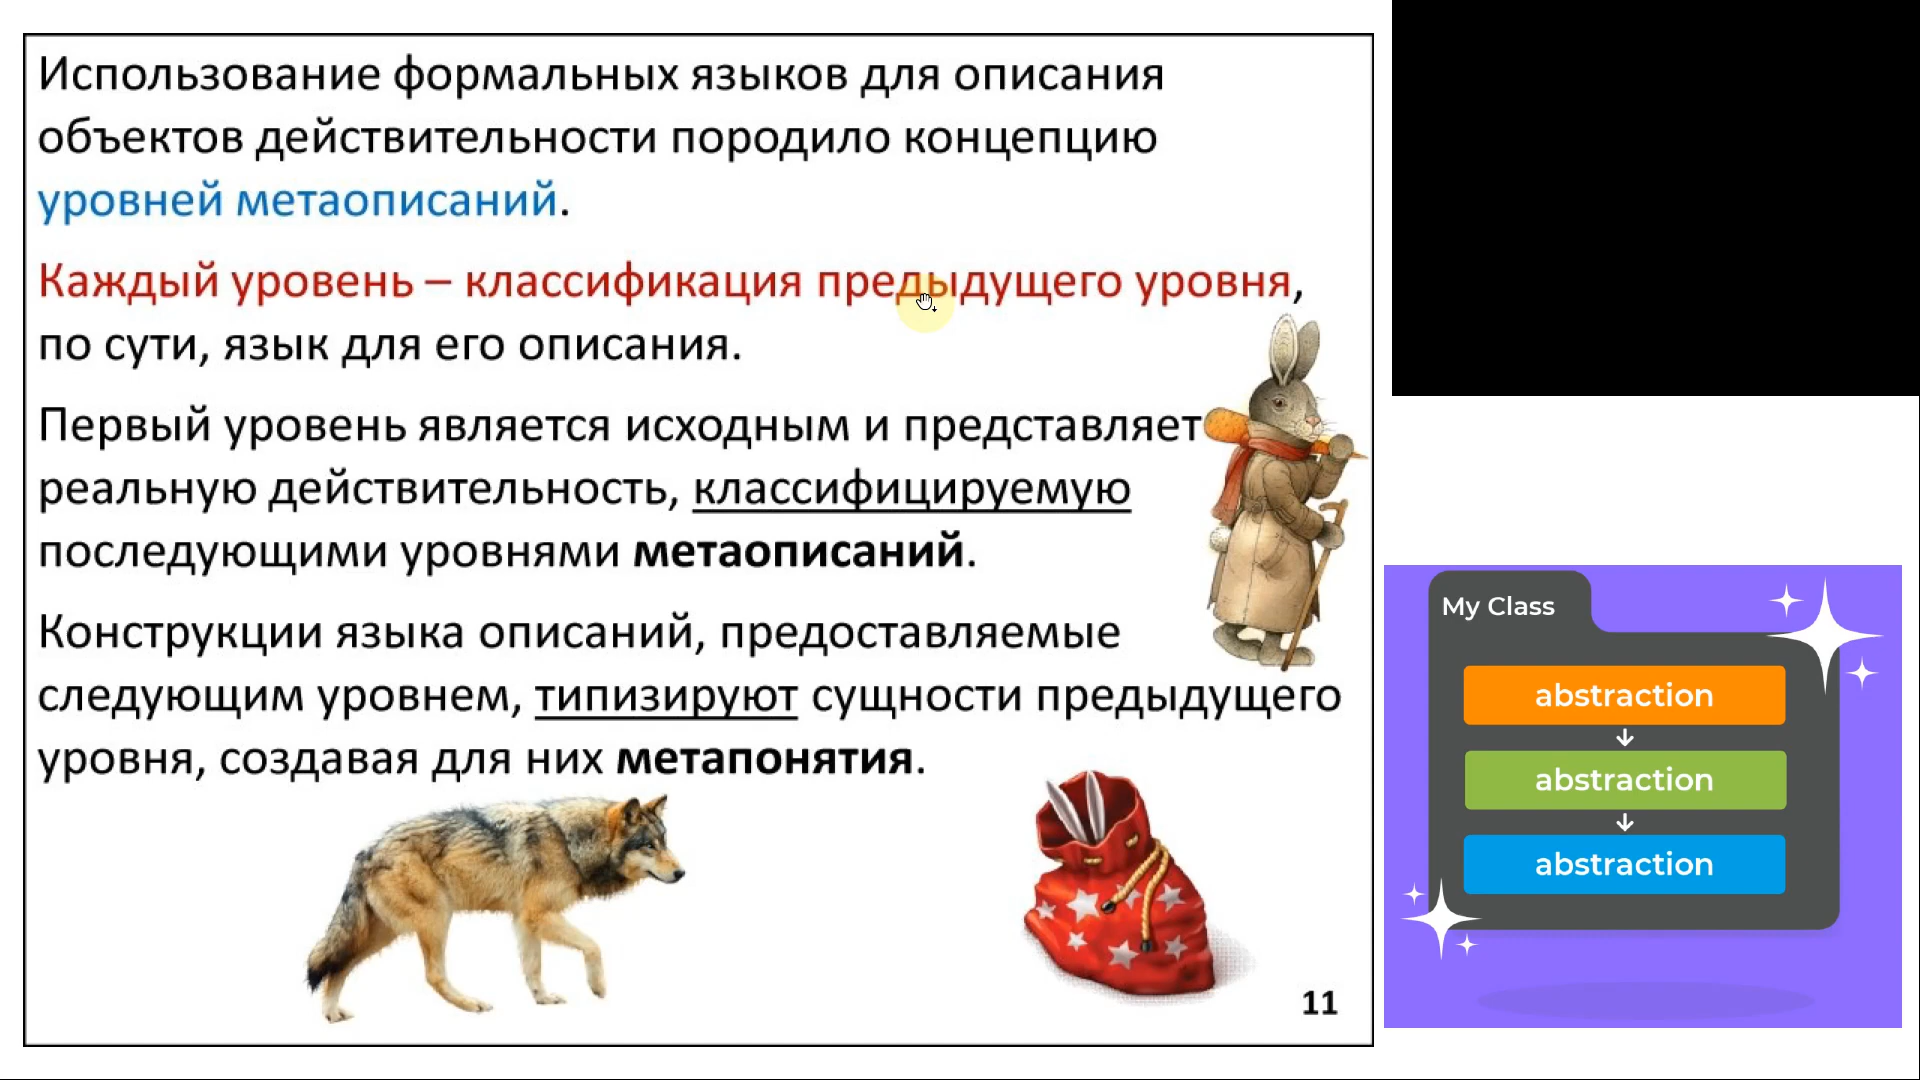 Использование формальных языков для описания
объектов действительности породило концепцию
уровней метаописаний.
Каждый уровень – классификация предыдущего уровня,
по сути, язык для его описания.
Первый уровень является исходным и представляет
реальную действительность, классифицируемую
последующими уровнями метаописаний.
Конструкции языка описаний, предоставляемые
следующим уровнем, типизируют сущности предыдущего
уровня, создавая для них метапонятия.
11
My Class
abstraction
abstraction
abstraction